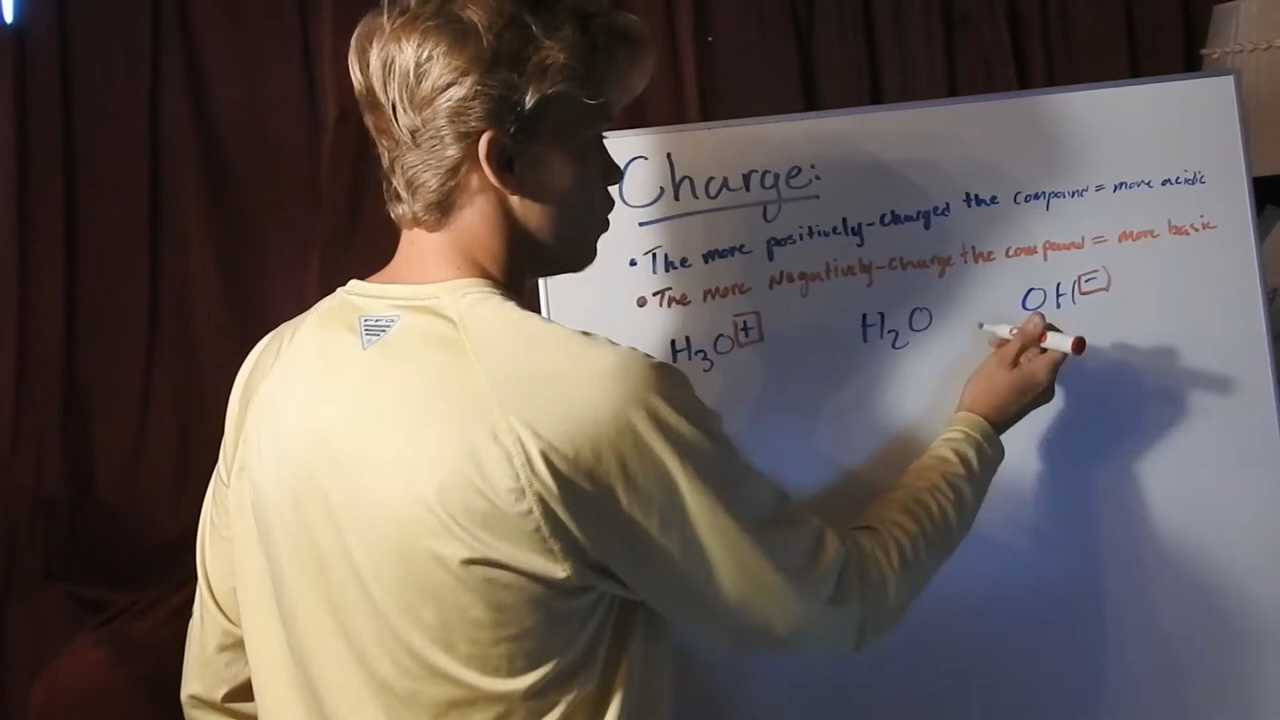 Charge:
• The more positively-charged the compound = more acidic
• The more Negatively-charge the compound = more basic
H3O+ H2O OH-
PFG